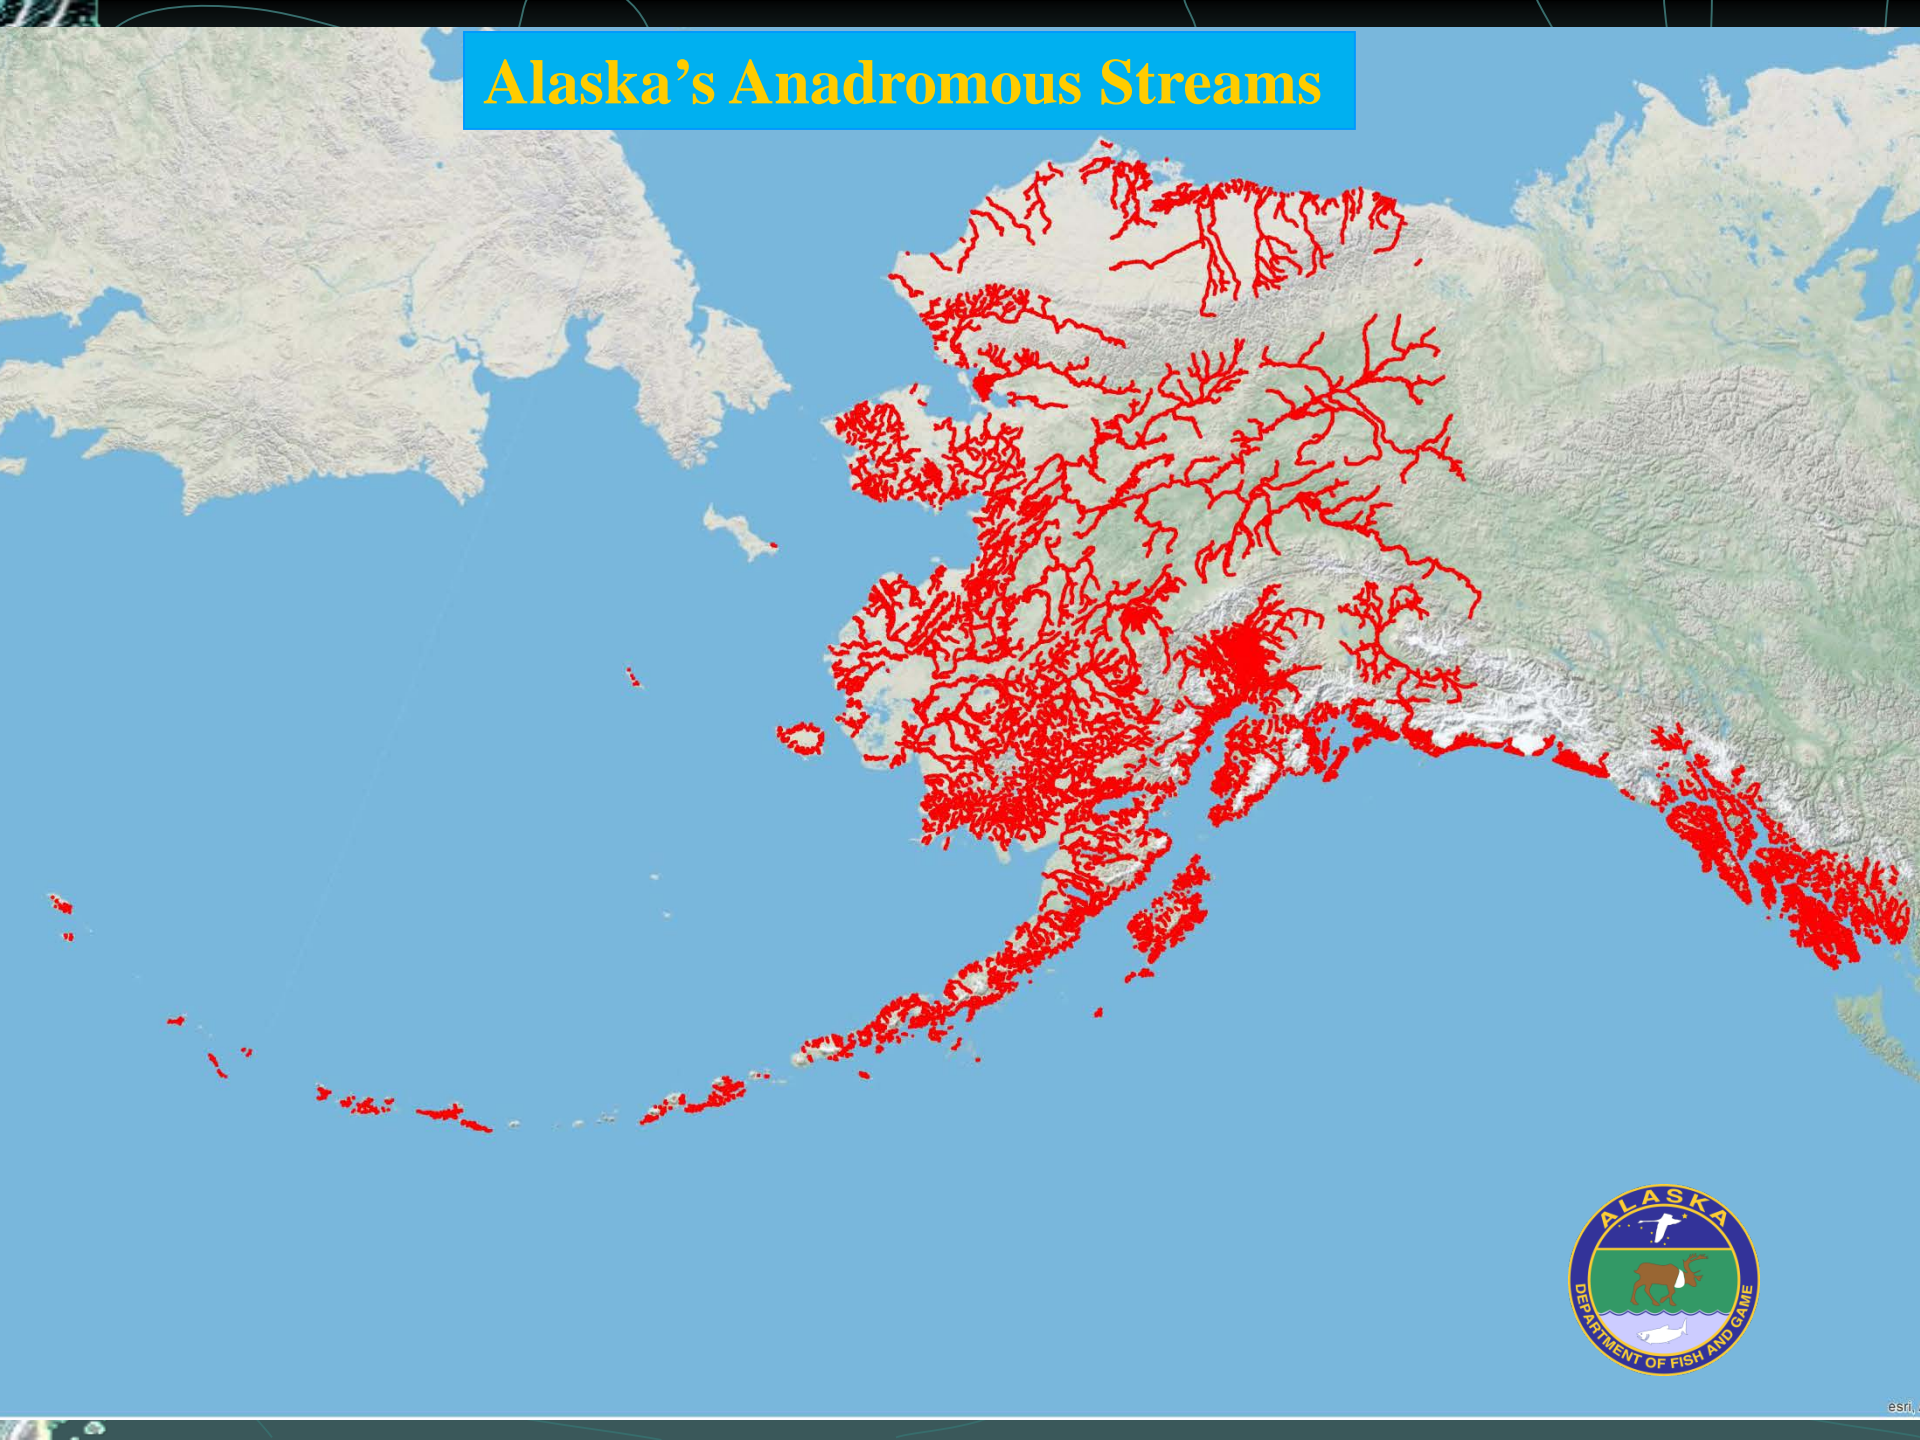 Alaska’s Anadromous Streams
ALASKA
DEPARTMENT OF FISH AND GAME
esri,